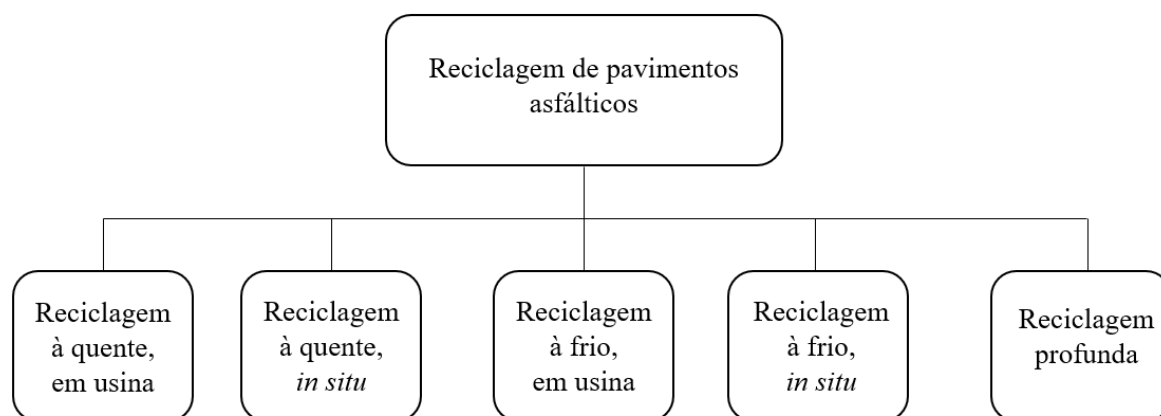 Reciclagem de pavimentos
asfálticos
Reciclagem
à quente,
em usina
Reciclagem
à quente,
in situ
Reciclagem
à frio,
em usina
Reciclagem
à frio,
in situ
Reciclagem
profunda